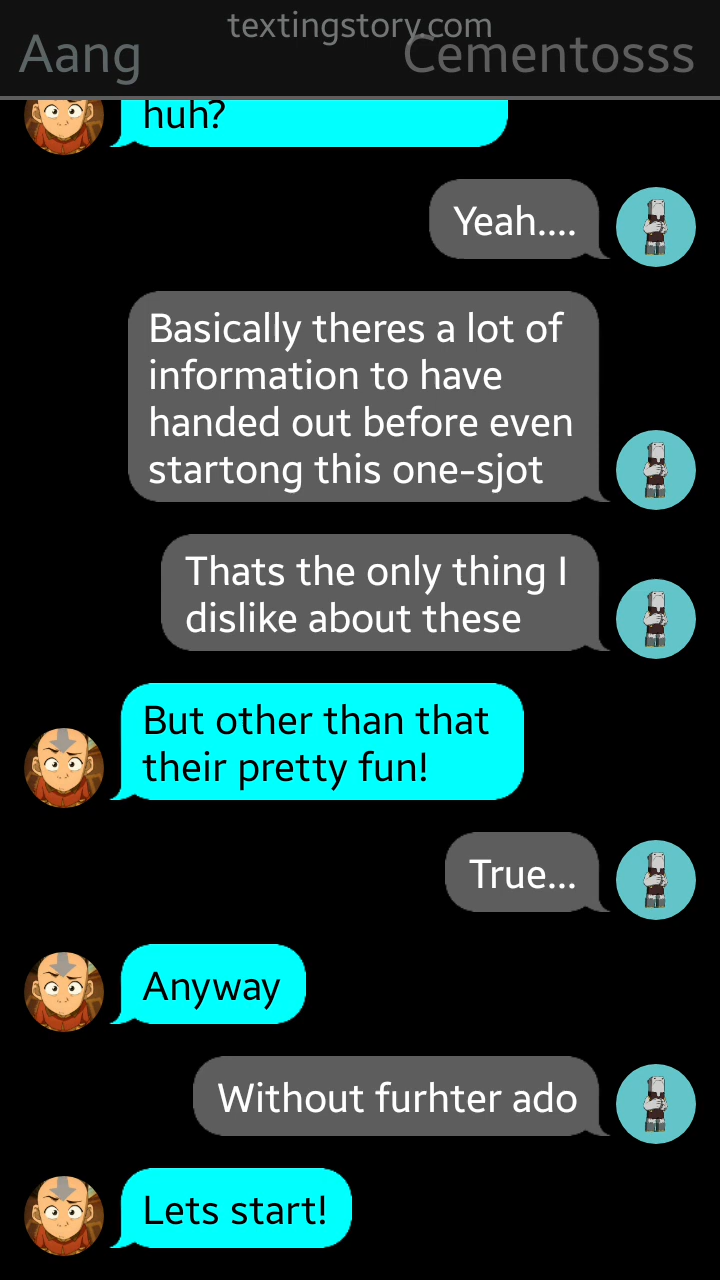 textingstory.com
Aang
Cementosss
huh?
Yeah....
Basically theres a lot of
information to have
handed out before even
startong this one-sjot
Thats the only thing I
dislike about these
But other than that
their pretty fun!
True...
Anyway
Without furhter ado
Lets start!